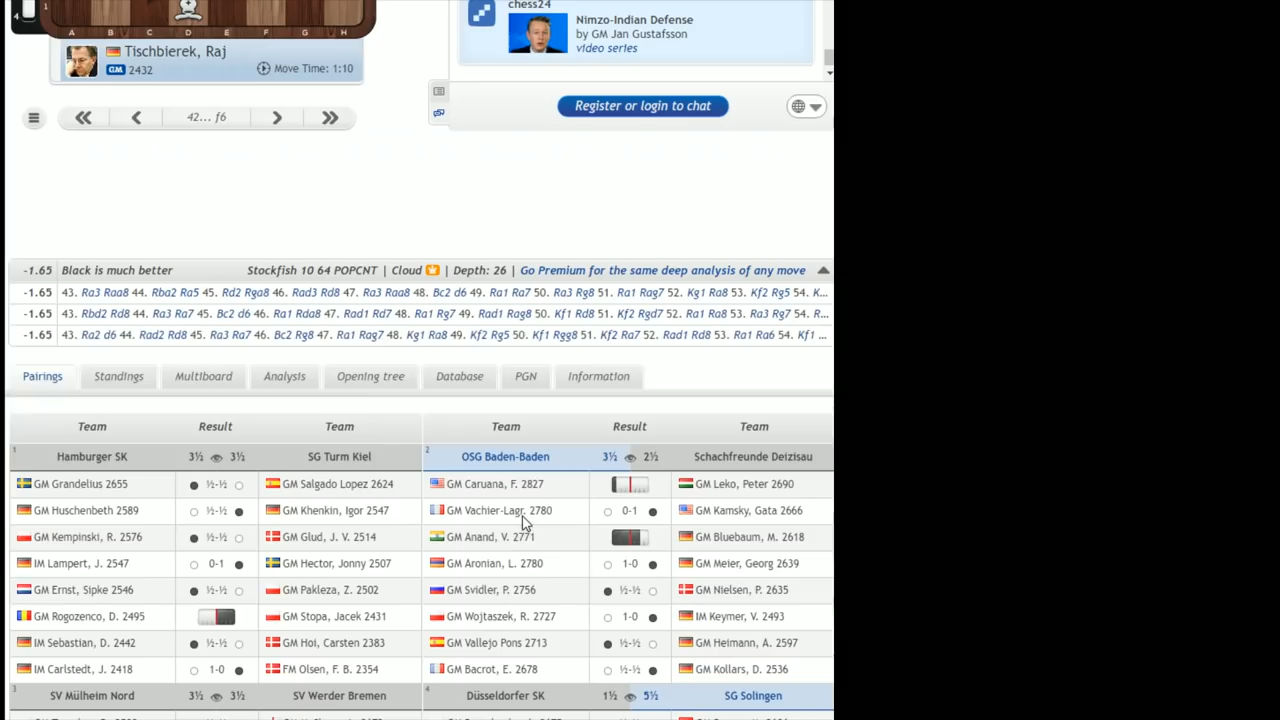 4
1
A B C D E F G H
Tischbierek, Raj
GM 2432
Move Time: 1:10
42... f6
chess24
Nimzo-Indian Defense
by GM Jan Gustafsson
video series
Register or login to chat
-1.65 Black is much better Stockfish 10 64 POPCNT | Cloud | Depth: 26 | Go Premium for the same deep analysis of any move
-1.65 43. Ra3 Raa8 44. Rba2 Ra5 45. Rd2 Rga8 46. Rad3 Rd8 47. Ra3 Raa8 48. Bc2 d6 49. Ra1 Ra7 50. Ra3 Rg8 51. Ra1 Rag7 52. Kg1 Ra8 53. Kf2 Rg5 54. K...
-1.65 43. Rbd2 Rd8 44. Ra3 Ra7 45. Bc2 d6 46. Ra1 Rda8 47. Rad1 Rd7 48. Ra1 Rg7 49. Rad1 Rag8 50. Kf1 Rd8 51. Kf2 Rgd7 52. Ra1 Ra8 53. Ra3 Rg7 54. R...
-1.65 43. Ra2 d6 44. Rad2 Rd8 45. Ra3 Ra7 46. Bc2 Rg8 47. Ra1 Rag7 48. Kg1 Ra8 49. Kf2 Rg5 50. Kf1 Rgg8 51. Kf2 Ra7 52. Rad1 Rd8 53. Ra1 Ra6 54. Kf1 ...
Pairings Standings Multiboard Analysis Opening tree Database PGN Information
Team Result Team Team Result Team
1 Hamburger SK 3½ 3½ SG Turm Kiel 2 OSG Baden-Baden 3½ 2½ Schachfreunde Deizisau
GM Grandelius 2655 ½-½ GM Salgado Lopez 2624 GM Caruana, F. 2827 GM Leko, Peter 2690
GM Huschenbeth 2589 ½-½ GM Khenkin, Igor 2547 GM Vachier-Lagr. 2780 0-1 GM Kamsky, Gata 2666
GM Kempinski, R. 2576 ½-½ GM Glud, J. V. 2514 GM Anand, V. 2771 GM Bluebaum, M. 2618
IM Lampert, J. 2547 0-1 GM Hector, Jonny 2507 GM Aronian, L. 2780 1-0 GM Meier, Georg 2639
GM Ernst, Sipke 2546 ½-½ GM Pakleza, Z. 2502 GM Svidler, P. 2756 ½-½ GM Nielsen, P. 2635
GM Rogozenco, D. 2495 GM Stopa, Jacek 2431 GM Wojtaszek, R. 2727 1-0 IM Keymer, V. 2493
IM Sebastian, D. 2442 ½-½ GM Hoi, Carsten 2383 GM Vallejo Pons 2713 ½-½ GM Heimann, A. 2597
IM Carlstedt, J. 2418 1-0 FM Olsen, F. B. 2354 GM Bacrot, E. 2678 ½-½ GM Kollars, D. 2536
3 SV Mülheim Nord 3½ 3½ SV Werder Bremen 4 Düsseldorfer SK 1½ 5½ SG Solingen